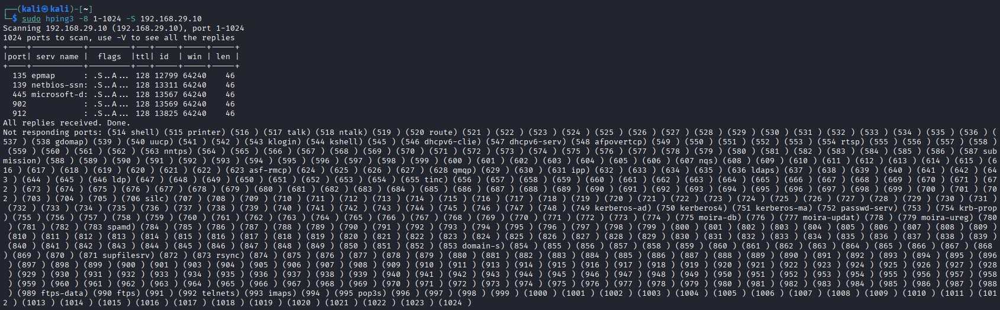 ┌──(kali㉿kali)-[~]
└─$ sudo hping3 -8 1-1024 -S 192.168.29.10
Scanning 192.168.29.10 (192.168.29.10), port 1-1024
1024 ports to scan, use -V to see all the replies
+----+-----------+---------+---+-----+-----+-----+
|port| serv name |  flags  |ttl| id  | win | len |
+----+-----------+---------+---+-----+-----+-----+
  135 epmap      : .S..A... 128 12799 64240    46
  139 netbios-ssn: .S..A... 128 13311 64240    46
  445 microsoft-d: .S..A... 128 13567 64240    46
  902            : .S..A... 128 13569 64240    46
  912            : .S..A... 128 13825 64240    46
All replies received. Done.
Not responding ports: (514 shell) (515 printer) (516 ) (517 talk) (518 ntalk) (519 ) (520 route) (521 ) (522 ) (523 ) (524 ) (525 ) (526 ) (527 ) (528 ) (529 ) (530 ) (531 ) (532 ) (533 ) (534 ) (535 ) (536 ) (
537 ) (538 gdomap) (539 ) (540 uucp) (541 ) (542 ) (543 klogin) (544 kshell) (545 ) (546 dhcpv6-clie) (547 dhcpv6-serv) (548 afpovertcp) (549 ) (550 ) (551 ) (552 ) (553 ) (554 rtsp) (555 ) (556 ) (557 ) (558 )
 (559 ) (560 ) (561 ) (562 ) (563 nntps) (564 ) (565 ) (566 ) (567 ) (568 ) (569 ) (570 ) (571 ) (572 ) (573 ) (574 ) (575 ) (576 ) (577 ) (578 ) (579 ) (580 ) (581 ) (582 ) (583 ) (584 ) (585 ) (586 ) (587 sub
mission) (588 ) (589 ) (590 ) (591 ) (592 ) (593 ) (594 ) (595 ) (596 ) (597 ) (598 ) (599 ) (600 ) (601 ) (602 ) (603 ) (604 ) (605 ) (606 ) (607 nqs) (608 ) (609 ) (610 ) (611 ) (612 ) (613 ) (614 ) (615 ) (6
16 ) (617 ) (618 ) (619 ) (620 ) (621 ) (622 ) (623 asf-rmcp) (624 ) (625 ) (626 ) (627 ) (628 qmqp) (629 ) (630 ) (631 ipp) (632 ) (633 ) (634 ) (635 ) (636 ldaps) (637 ) (638 ) (639 ) (640 ) (641 ) (642 ) (64
3 ) (644 ) (645 ) (646 ldp) (647 ) (648 ) (649 ) (650 ) (651 ) (652 ) (653 ) (654 ) (655 tinc) (656 ) (657 ) (658 ) (659 ) (660 ) (661 ) (662 ) (663 ) (664 ) (665 ) (666 ) (667 ) (668 ) (669 ) (670 ) (671 ) (67
2 ) (673 ) (674 ) (675 ) (676 ) (677 ) (678 ) (679 ) (680 ) (681 ) (682 ) (683 ) (684 ) (685 ) (686 ) (687 ) (688 ) (689 ) (690 ) (691 ) (692 ) (693 ) (694 ) (695 ) (696 ) (697 ) (698 ) (699 ) (700 ) (701 ) (70
2 ) (703 ) (704 ) (705 ) (706 silc) (707 ) (708 ) (709 ) (710 ) (711 ) (712 ) (713 ) (714 ) (715 ) (716 ) (717 ) (718 ) (719 ) (720 ) (721 ) (722 ) (723 ) (724 ) (725 ) (726 ) (727 ) (728 ) (729 ) (730 ) (731 )
 (732 ) (733 ) (734 ) (735 ) (736 ) (737 ) (738 ) (739 ) (740 ) (741 ) (742 ) (743 ) (744 ) (745 ) (746 ) (747 ) (748 ) (749 kerberos-ad) (750 kerberos4) (751 kerberos-ma) (752 passwd-serv) (753 ) (754 krb-prop
) (755 ) (756 ) (757 ) (758 ) (759 ) (760 ) (761 ) (762 ) (763 ) (764 ) (765 ) (766 ) (767 ) (768 ) (769 ) (770 ) (771 ) (772 ) (773 ) (774 ) (775 moira-db) (776 ) (777 moira-updat) (778 ) (779 moira-ureg) (780
 ) (781 ) (782 ) (783 spamd) (784 ) (785 ) (786 ) (787 ) (788 ) (789 ) (790 ) (791 ) (792 ) (793 ) (794 ) (795 ) (796 ) (797 ) (798 ) (799 ) (800 ) (801 ) (802 ) (803 ) (804 ) (805 ) (806 ) (807 ) (808 ) (809 )
 (810 ) (811 ) (812 ) (813 ) (814 ) (815 ) (816 ) (817 ) (818 ) (819 ) (820 ) (821 ) (822 ) (823 ) (824 ) (825 ) (826 ) (827 ) (828 ) (829 ) (830 ) (831 ) (832 ) (833 ) (834 ) (835 ) (836 ) (837 ) (838 ) (839 )
 (840 ) (841 ) (842 ) (843 ) (844 ) (845 ) (846 ) (847 ) (848 ) (849 ) (850 ) (851 ) (852 ) (853 domain-s) (854 ) (855 ) (856 ) (857 ) (858 ) (859 ) (860 ) (861 ) (862 ) (863 ) (864 ) (865 ) (866 ) (867 ) (868 
) (869 ) (870 ) (871 supfilesrv) (872 ) (873 rsync) (874 ) (875 ) (876 ) (877 ) (878 ) (879 ) (880 ) (881 ) (882 ) (883 ) (884 ) (885 ) (886 ) (887 ) (888 ) (889 ) (890 ) (891 ) (892 ) (893 ) (894 ) (895 ) (896
 ) (897 ) (898 ) (899 ) (900 ) (901 ) (903 ) (904 ) (905 ) (906 ) (907 ) (908 ) (909 ) (910 ) (911 ) (913 ) (914 ) (915 ) (916 ) (917 ) (918 ) (919 ) (920 ) (921 ) (922 ) (923 ) (924 ) (925 ) (926 ) (927 ) (928
 ) (929 ) (930 ) (931 ) (932 ) (933 ) (934 ) (935 ) (936 ) (937 ) (938 ) (939 ) (940 ) (941 ) (942 ) (943 ) (944 ) (945 ) (946 ) (947 ) (948 ) (949 ) (950 ) (951 ) (952 ) (953 ) (954 ) (955 ) (956 ) (957 ) (958
 ) (959 ) (960 ) (961 ) (962 ) (963 ) (964 ) (965 ) (966 ) (967 ) (968 ) (969 ) (970 ) (971 ) (972 ) (973 ) (974 ) (975 ) (976 ) (977 ) (978 ) (979 ) (980 ) (981 ) (982 ) (983 ) (984 ) (985 ) (986 ) (987 ) (988
 ) (989 ftps-data) (990 ftps) (991 ) (992 telnets) (993 imaps) (994 ) (995 pop3s) (996 ) (997 ) (998 ) (999 ) (1000 ) (1001 ) (1002 ) (1003 ) (1004 ) (1005 ) (1006 ) (1007 ) (1008 ) (1009 ) (1010 ) (1011 ) (101
2 ) (1013 ) (1014 ) (1015 ) (1016 ) (1017 ) (1018 ) (1019 ) (1020 ) (1021 ) (1022 ) (1023 ) (1024 )